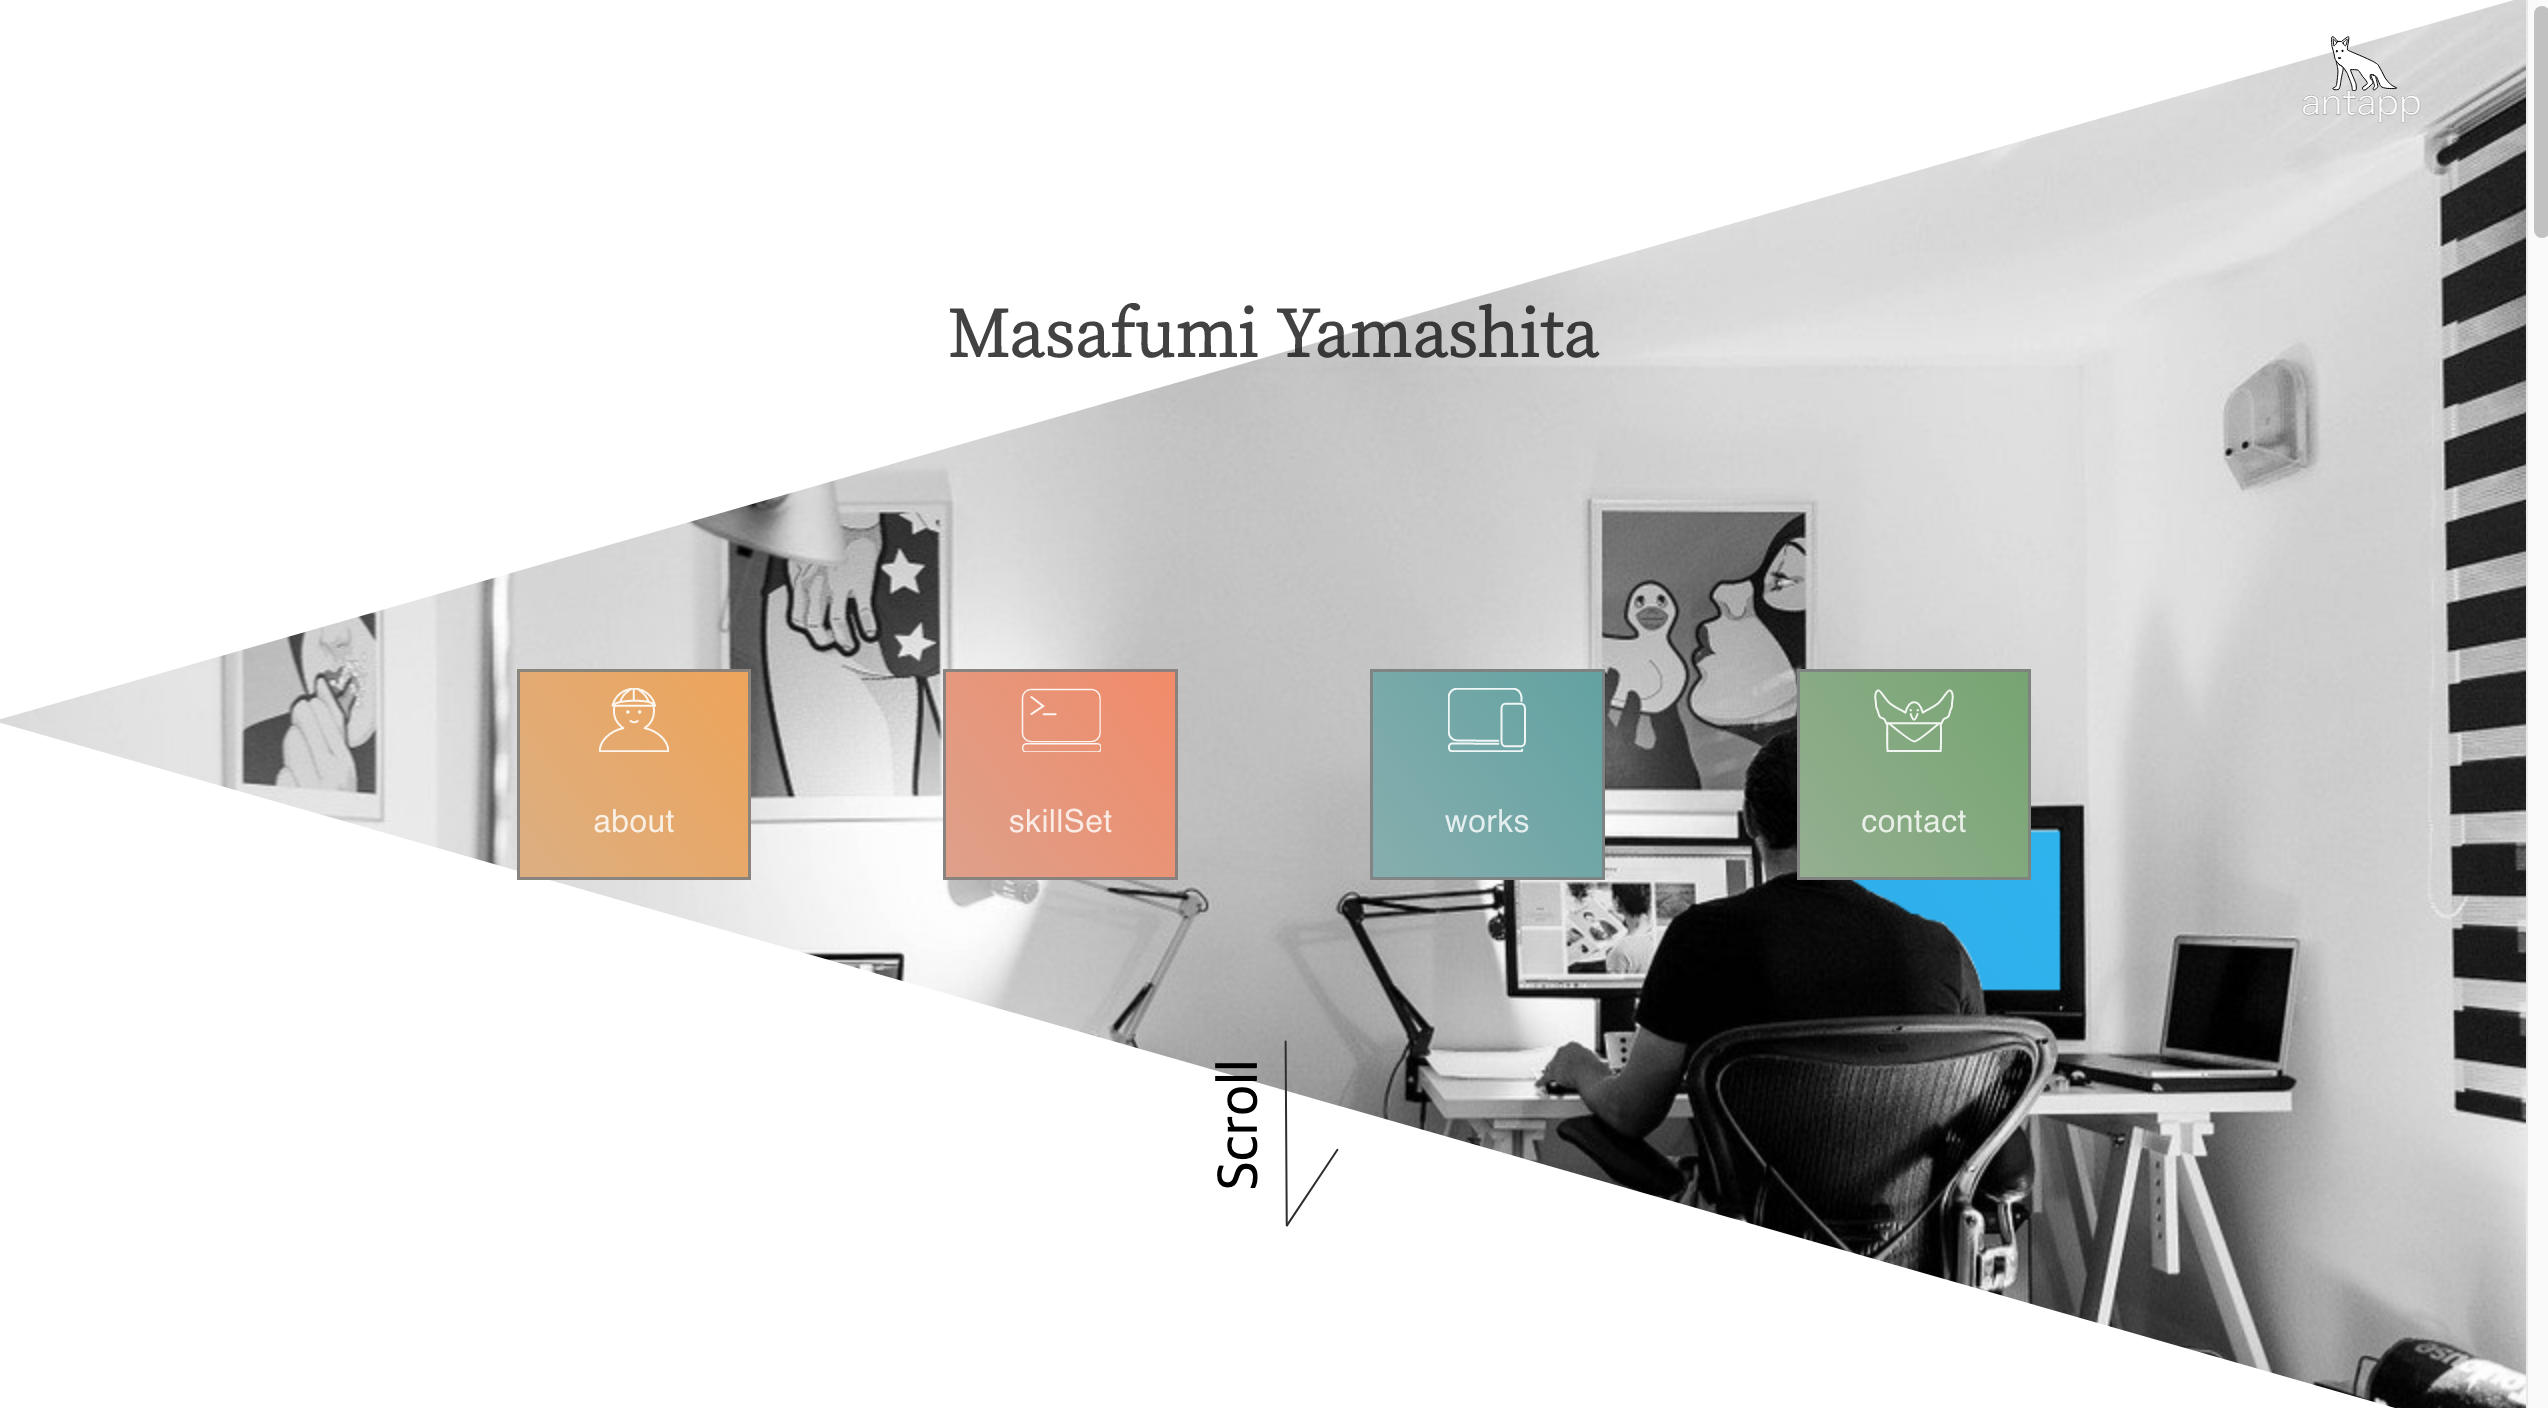 antapp
Masafumi Yamashita
about
skillSet
works
contact
Scroll